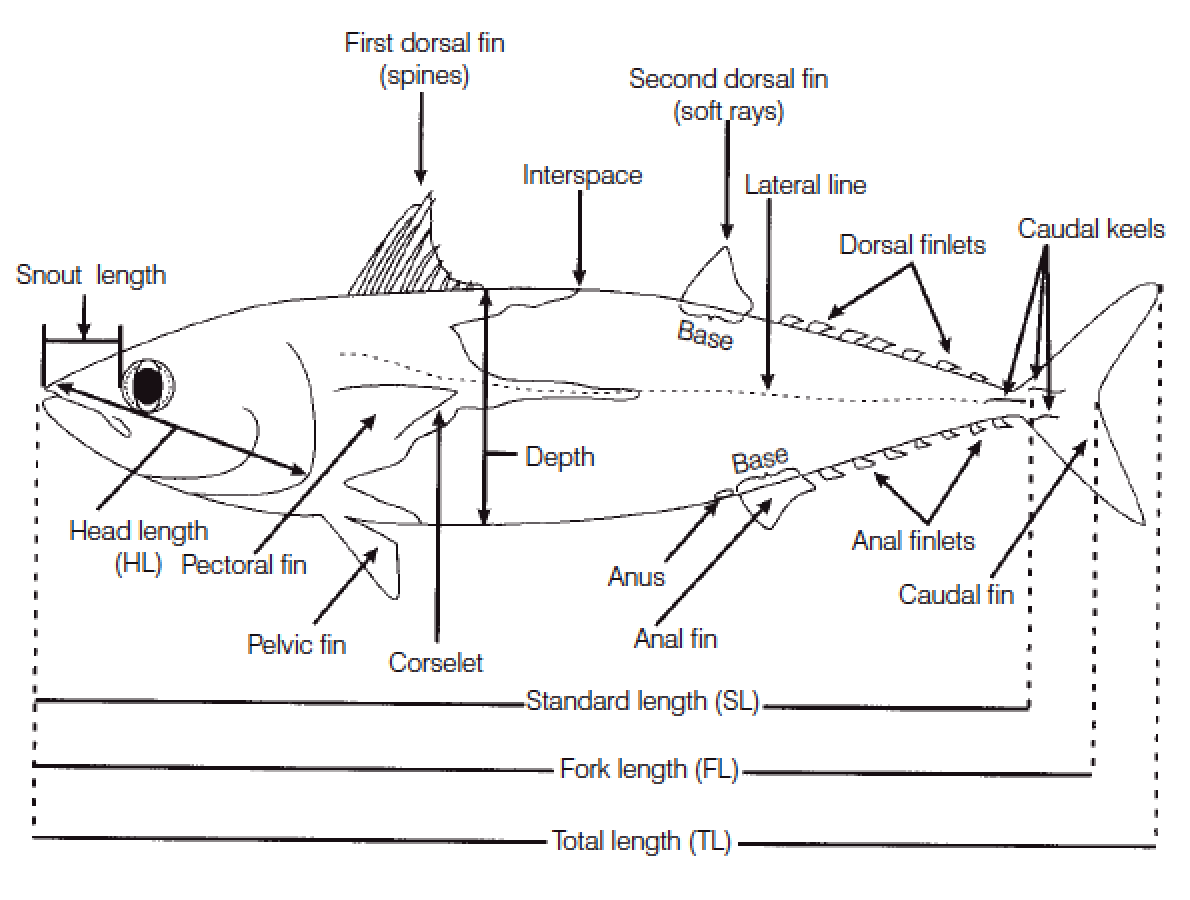 First dorsal fin
(spines)
Second dorsal fin
(soft rays)
Interspace
Lateral line
Caudal keels
Dorsal finlets
Snout length
Base
Depth
Base
Head length
(HL)
Pectoral fin
Anal finlets
Anus
Caudal fin
Pelvic fin
Corselet
Anal fin
Standard length (SL)
Fork length (FL)
Total length (TL)